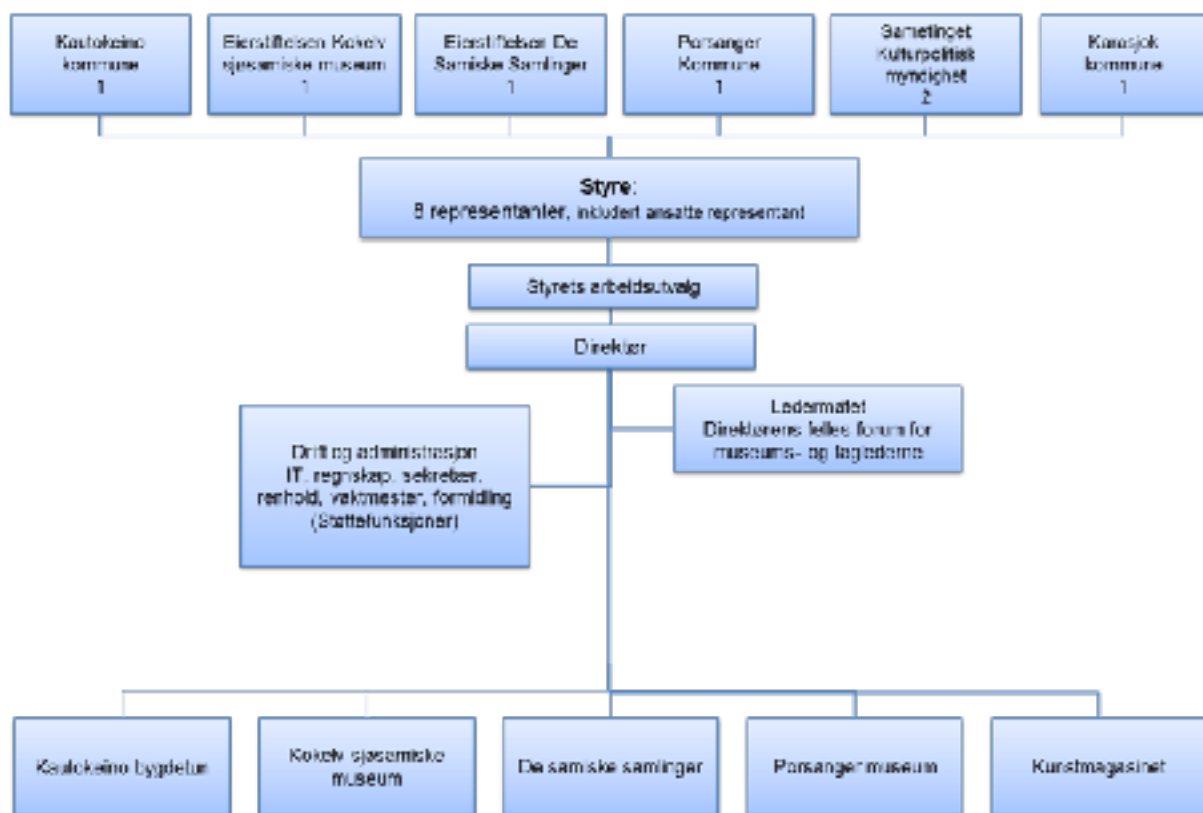 Kautokeino
kommune
1
Eierstiftelsen Kokelv
sjøsamiske museum
1
Eierstiftelsen De
Samiske Samlinger
1
Porsanger
Kommune
1
Sametinget
Kulturpolitisk
myndighet
2
Karasjok
kommune
1
Styre:
8 representanter, inkludert ansatte representant
Styrets arbeidsutvalg
Direktør
Ledermøtet
Direktørens felles forum for
museums- og faglederne
Drift og administrasjon
IT, regnskap, sekretær,
renhold, vaktmester, formidling
(Støttefunksjoner)
Kautokeino bygdetun
Kokelv sjøsamiske
museum
De samiske samlinger
Porsanger museum
Kunstmagasinet